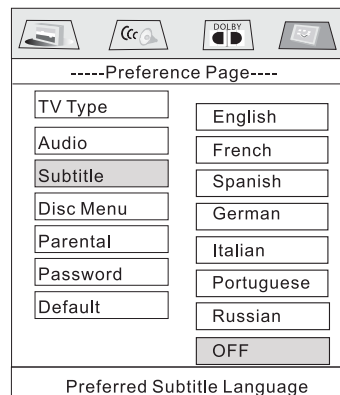 DOLBY
-----Preference Page----
TV Type
Audio
Subtitle
Disc Menu
Parental
Password
Default
English
French
Spanish
German
Italian
Portuguese
Russian
OFF
Preferred Subtitle Language